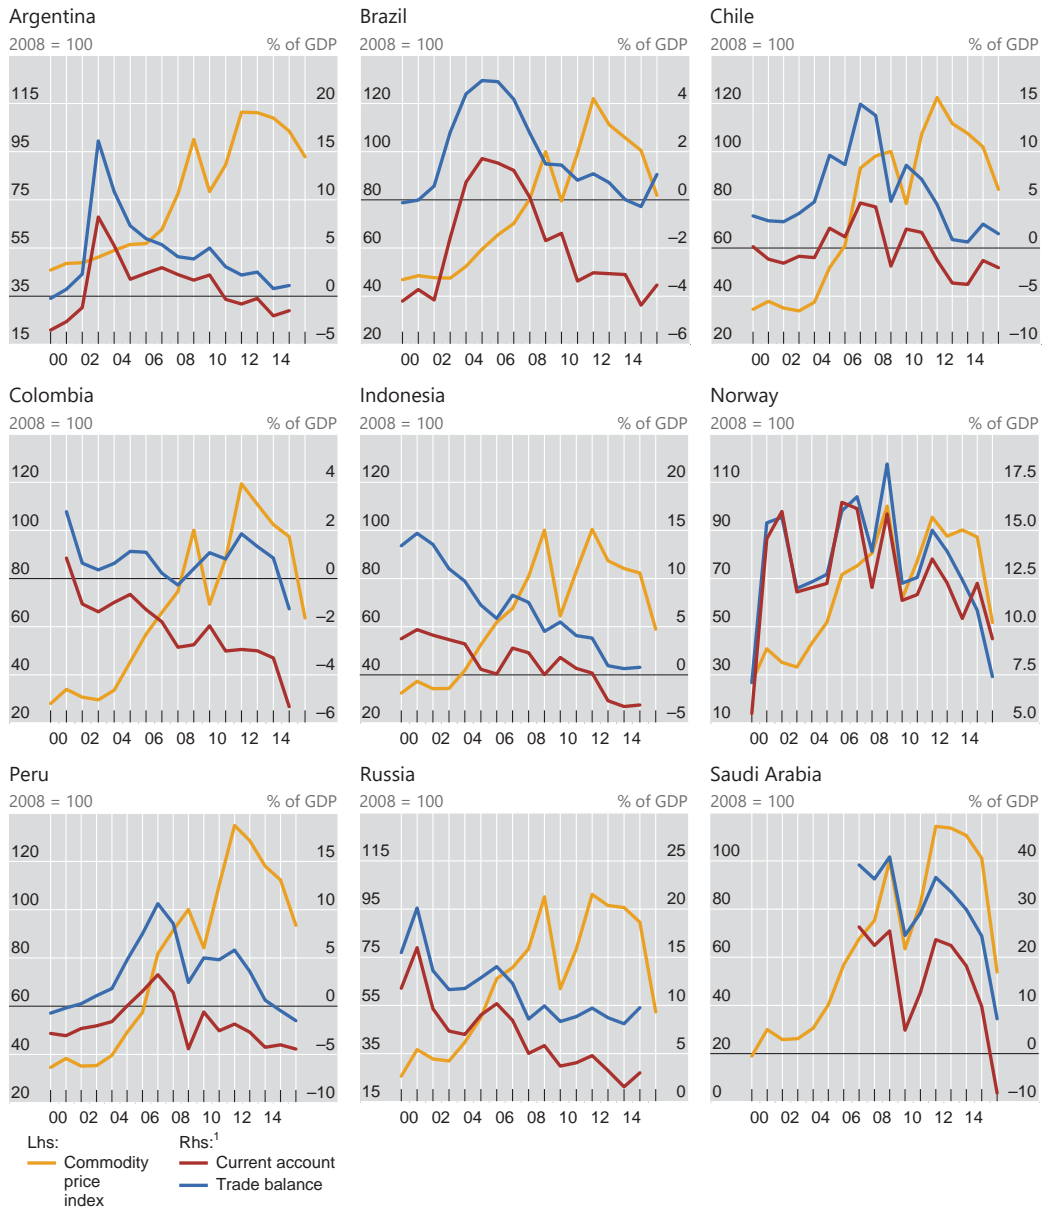 Argentina
2008 = 100 % of GDP
115 20
95 15
75 10
55 5
35 0
15 –5
00 02 04 06 08 10 12 14
Brazil
2008 = 100 % of GDP
120 4
100 2
80 0
60 –2
40 –4
20 –6
00 02 04 06 08 10 12 14
Chile
2008 = 100 % of GDP
120 15
100 10
80 5
60 0
40 –5
20 –10
00 02 04 06 08 10 12 14
Colombia
2008 = 100 % of GDP
120 4
100 2
80 0
60 –2
40 –4
20 –6
00 02 04 06 08 10 12 14
Indonesia
2008 = 100 % of GDP
120 20
100 15
80 10
60 5
40 0
20 –5
00 02 04 06 08 10 12 14
Norway
2008 = 100 % of GDP
110 17.5
90 15.0
70 12.5
50 10.0
30 7.5
10 5.0
00 02 04 06 08 10 12 14
Peru
2008 = 100 % of GDP
120 15
100 10
80 5
60 0
40 –5
20 –10
00 02 04 06 08 10 12 14
Russia
2008 = 100 % of GDP
115 25
95 20
75 15
55 10
35 5
15 0
00 02 04 06 08 10 12 14
Saudi Arabia
2008 = 100 % of GDP
100 40
80 30
60 20
40 10
20 0
0 –10
00 02 04 06 08 10 12 14
Lhs:
Commodity
price
index
Rhs:1
Current account
Trade balance